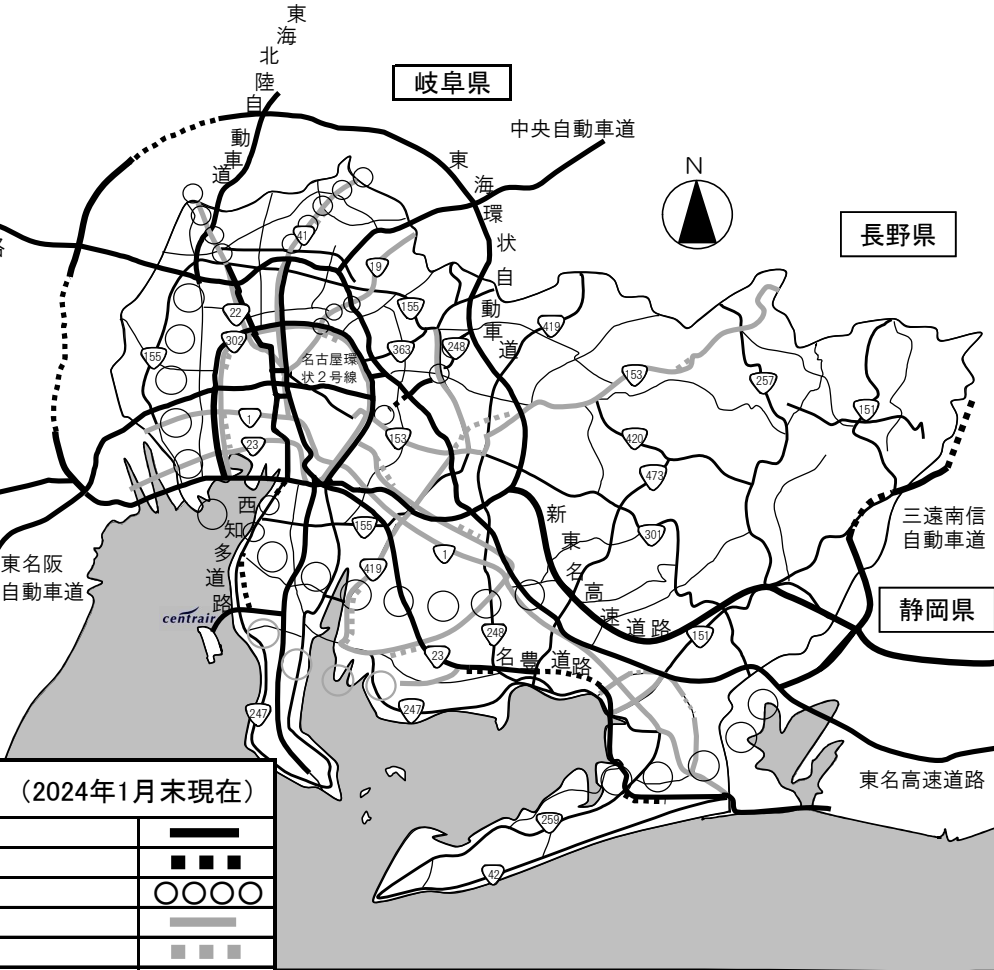 東海北陸自動車道
岐阜県
中央自動車道
N
東海環状自動車道
長野県
41
19
155
22
302
419
名古屋環
状2号線
363
248
155
153
257
151
1
23
153
420
473
西知多道路
155
新東名高速道路
301
三遠南信
自動車道
東名阪
自動車道
1
419
centrair
静岡県
248
151
23
名豊道路
247
247
東名高速道路
(2024年1月末現在)
259
42